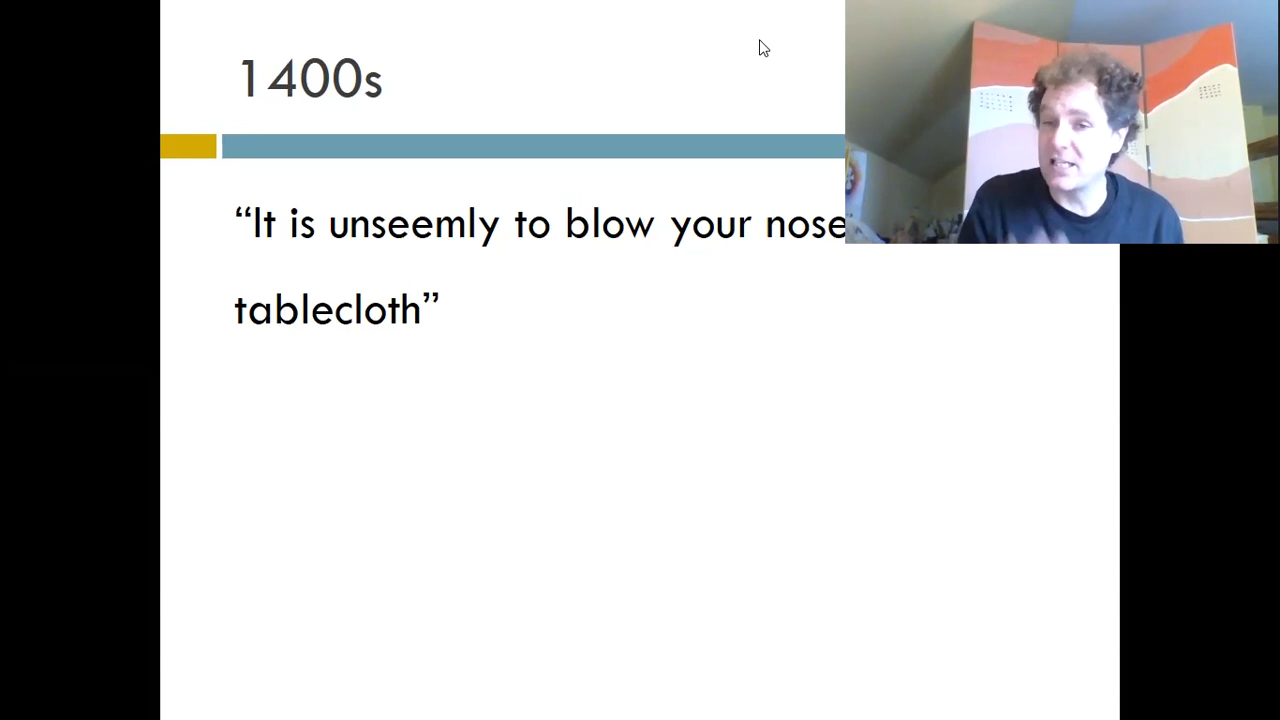 1400s
“It is unseemly to blow your nose
tablecloth”